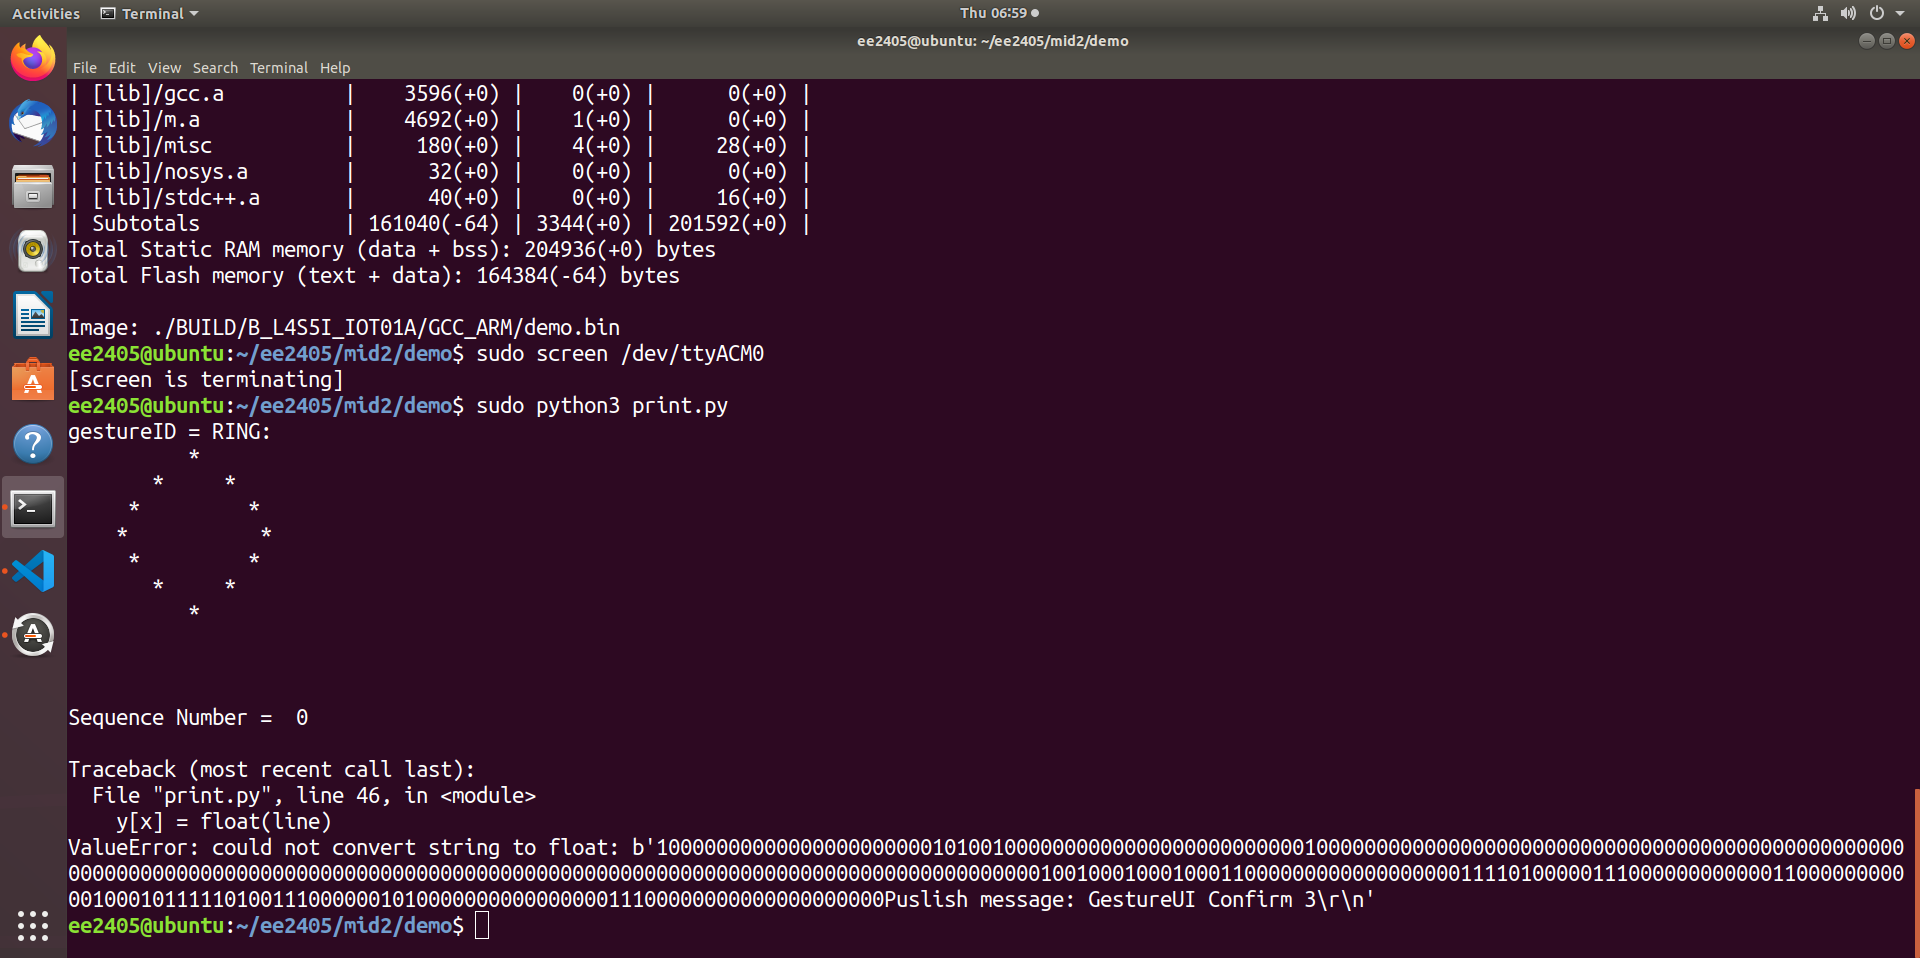 Activities Terminal Thu 06:59
ee2405@ubuntu: ~/ee2405/mid2/demo
File Edit View Search Terminal Help
| [lib]/gcc.a          |    3596(+0) |    0(+0) |      0(+0) |
| [lib]/m.a            |    4692(+0) |    1(+0) |      0(+0) |
| [lib]/misc           |     180(+0) |    4(+0) |     28(+0) |
| [lib]/nosys.a        |      32(+0) |    0(+0) |      0(+0) |
| [lib]/stdc++.a       |      40(+0) |    0(+0) |     16(+0) |
| Subtotals            | 161040(-64) | 3344(+0) | 201592(+0) |
Total Static RAM memory (data + bss): 204936(+0) bytes
Total Flash memory (text + data): 164384(-64) bytes
Image: ./BUILD/B_L4S5I_IOT01A/GCC_ARM/demo.bin
ee2405@ubuntu:~/ee2405/mid2/demo$ sudo screen /dev/ttyACM0
[screen is terminating]
ee2405@ubuntu:~/ee2405/mid2/demo$ sudo python3 print.py
gestureID = RING:
          *
       *     *
     *         *
    *           *
     *         *
       *     *
          *
Sequence Number =  0
Traceback (most recent call last):
  File "print.py", line 46, in <module>
    y[x] = float(line)
ValueError: could not convert string to float: b'10000000000000000000000101001000000000000000000000000010000000000000000000000000000000000000000000000000
000000000000000000000000000000000000000000000000000000000000000000000000000000000100100010001000110000000000000000001111010000011100000000000011000000000
00100010111110100111000000101000000000000000011100000000000000000000Puslish message: GestureUI Confirm 3\r\n'
ee2405@ubuntu:~/ee2405/mid2/demo$